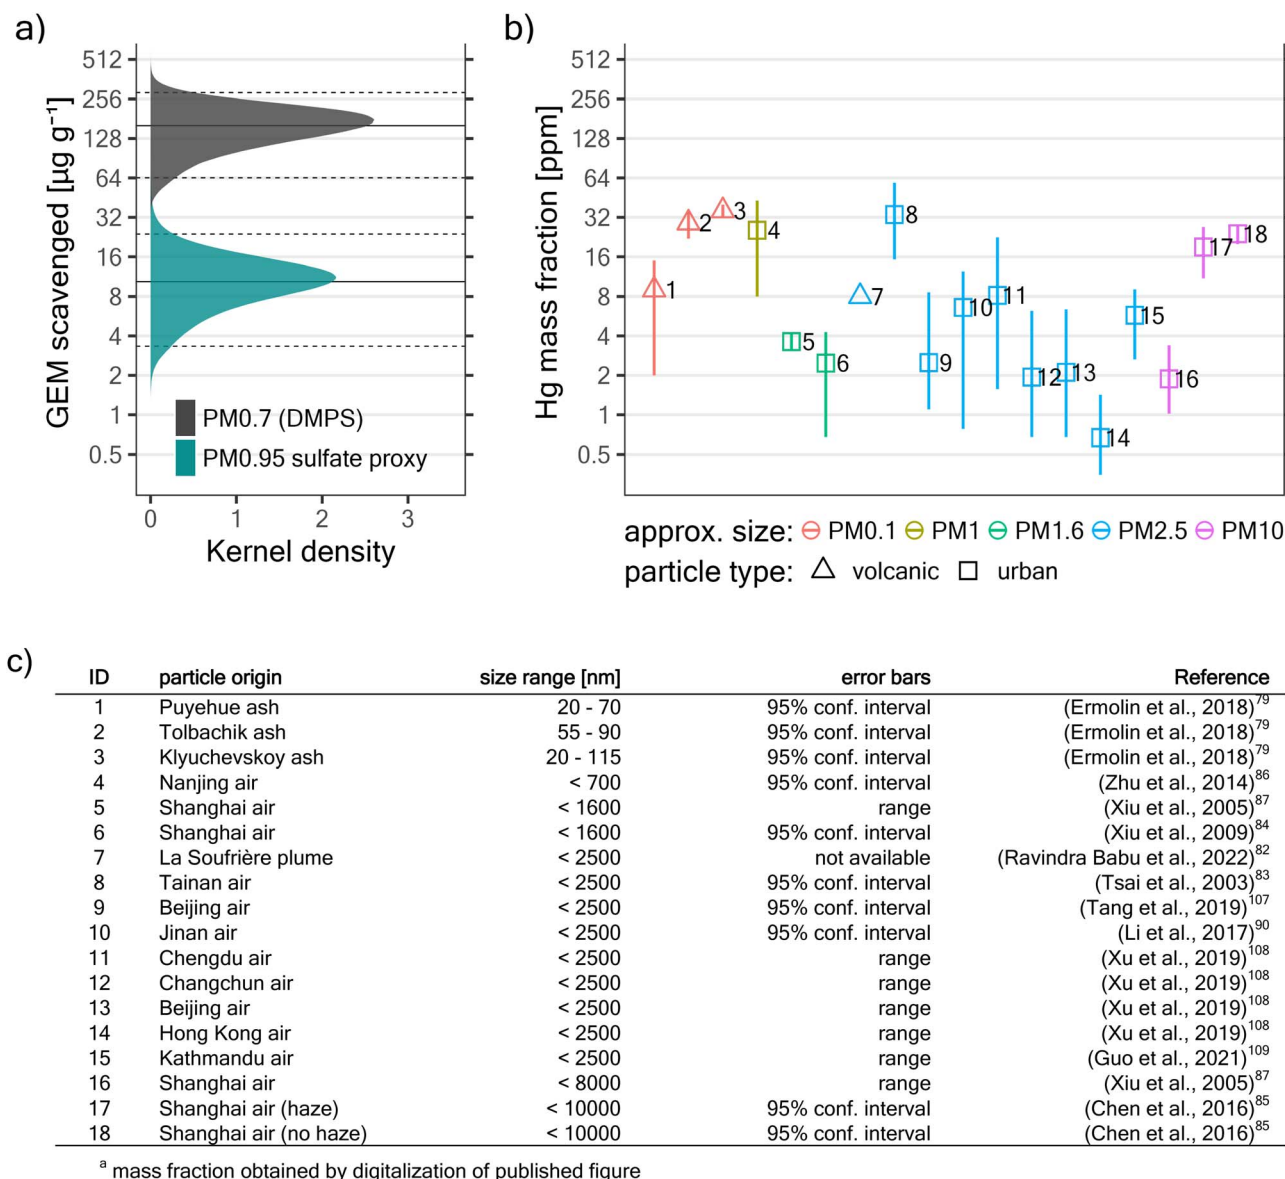 a)
GEM scavenged [µg g⁻¹]
512
256
128
64
32
16
8
4
2
1
0.5
PM0.7 (DMPS)
PM0.95 sulfate proxy
0 1 2 3
Kernel density
b)
Hg mass fraction [ppm]
512
256
128
64
32
16
8
4
2
1
0.5
1
2
3
4
5
6
7
8
9
10
11
12
13
14
15
16
17
18
approx. size: PM0.1 PM1 PM1.6 PM2.5 PM10
particle type: volcanic urban
c)
ID particle origin size range [nm] error bars Reference
1 Puyehue ash 20 - 70 95% conf. interval (Ermolin et al., 2018)⁷⁹
2 Tolbachik ash 55 - 90 95% conf. interval (Ermolin et al., 2018)⁷⁹
3 Klyuchevskoy ash 20 - 115 95% conf. interval (Ermolin et al., 2018)⁷⁹
4 Nanjing air < 700 95% conf. interval (Zhu et al., 2014)⁸⁶
5 Shanghai air < 1600 range (Xiu et al., 2005)⁸⁷
6 Shanghai air < 1600 95% conf. interval (Xiu et al., 2009)⁸⁴
7 La Soufrière plume < 2500 not available (Ravindra Babu et al., 2022)⁸²
8 Tainan air < 2500 95% conf. interval (Tsai et al., 2003)⁸³
9 Beijing air < 2500 95% conf. interval (Tang et al., 2019)¹⁰⁷
10 Jinan air < 2500 95% conf. interval (Li et al., 2017)⁹⁰
11 Chengdu air < 2500 range (Xu et al., 2019)¹⁰⁸
12 Changchun air < 2500 range (Xu et al., 2019)¹⁰⁸
13 Beijing air < 2500 range (Xu et al., 2019)¹⁰⁸
14 Hong Kong air < 2500 range (Xu et al., 2019)¹⁰⁸
15 Kathmandu air < 2500 range (Guo et al., 2021)¹⁰⁹
16 Shanghai air < 8000 range (Xiu et al., 2005)⁸⁷
17 Shanghai air (haze) < 10000 95% conf. interval (Chen et al., 2016)⁸⁵
18 Shanghai air (no haze) < 10000 95% conf. interval (Chen et al., 2016)⁸⁵
ᵃ mass fraction obtained by digitalization of published figure